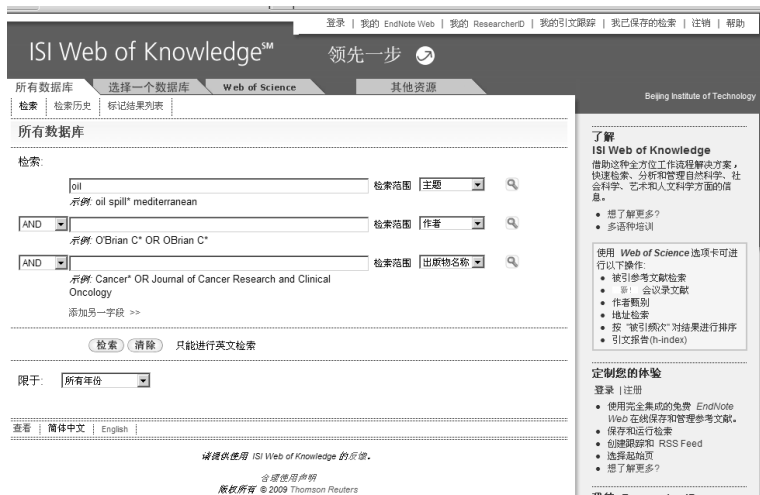 登录 | 我的 EndNote Web | 我的 ResearcherID | 我的引文跟踪 | 我已保存的检索 | 注销 | 帮助
ISI Web of Knowledge℠ 领先一步
所有数据库 选择一个数据库 Web of Science 其他资源
Beijing Institute of Technology
检索 | 检索历史 | 标记结果列表
所有数据库
检索:
oil 检索范围 主题
示例: oil spill* mediterranean
AND 检索范围 作者
示例: O'Brian C* OR OBrian C*
AND 检索范围 出版物名称
示例: Cancer* OR Journal of Cancer Research and Clinical
Oncology
添加另一字段 >>
检索 清除 只能进行英文检索
限于: 所有年份
查看 | 简体中文 | English
请提供使用 ISI Web of Knowledge 的反馈。
合理使用声明
版权所有 © 2009 Thomson Reuters
了解
ISI Web of Knowledge
借助这种全方位工作流程解决方案，
快速检索、分析和管理自然科学、社
会科学、艺术和人文科学方面的信
息。
• 想了解更多?
• 多语种培训
使用 Web of Science 选项卡可进
行以下操作:
• 被引参考文献检索
• 新! 会议录文献
• 作者甄别
• 地址检索
• 按 "被引频次" 对结果进行排序
• 引文报告(h-index)
定制您的体验
登录 | 注册
• 使用完全集成的免费 EndNote
Web 在线保存和管理参考文献。
• 保存和运行检索
• 创建跟踪和 RSS Feed
• 选择起始页
• 想了解更多?